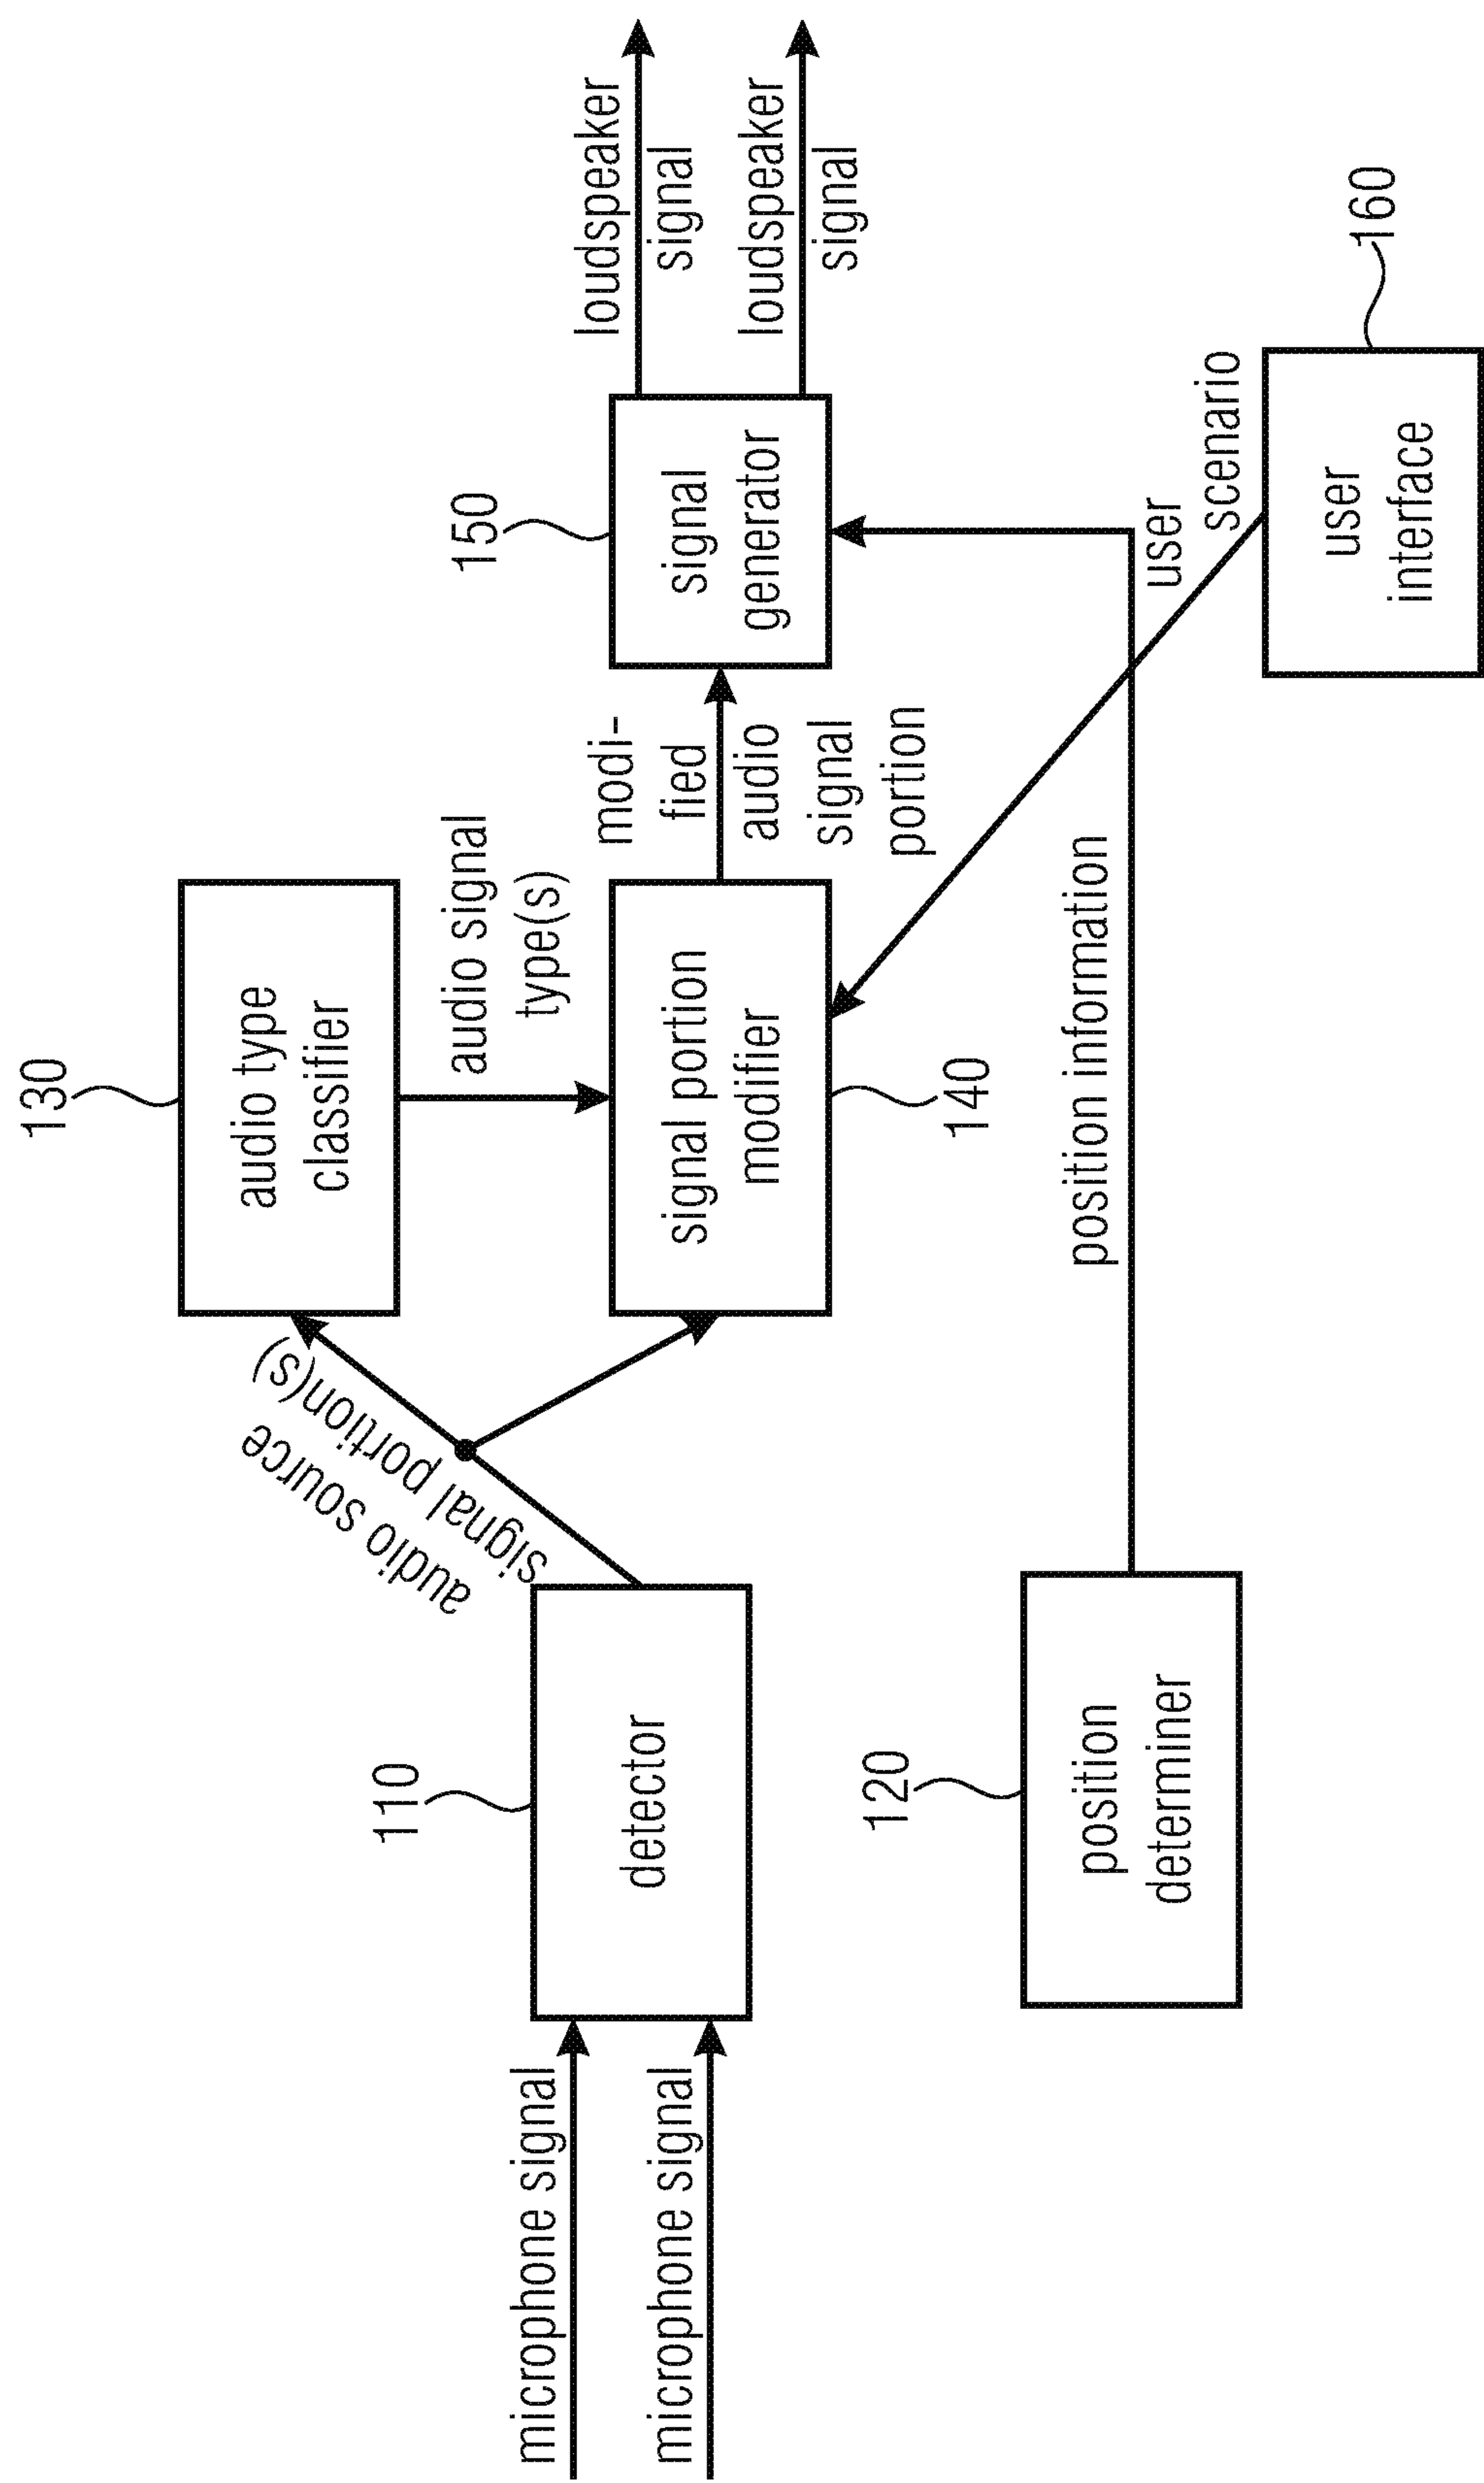 microphone signal
microphone signal
110
detector
audio source
signal portion(s)
120
position
determiner
130
audio type
classifier
audio signal
type(s)
signal portion
modifier
140
modi-
fied
audio
signal
portion
position information
150
signal
generator
loudspeaker
signal
loudspeaker
signal
user
scenario
user
interface
160